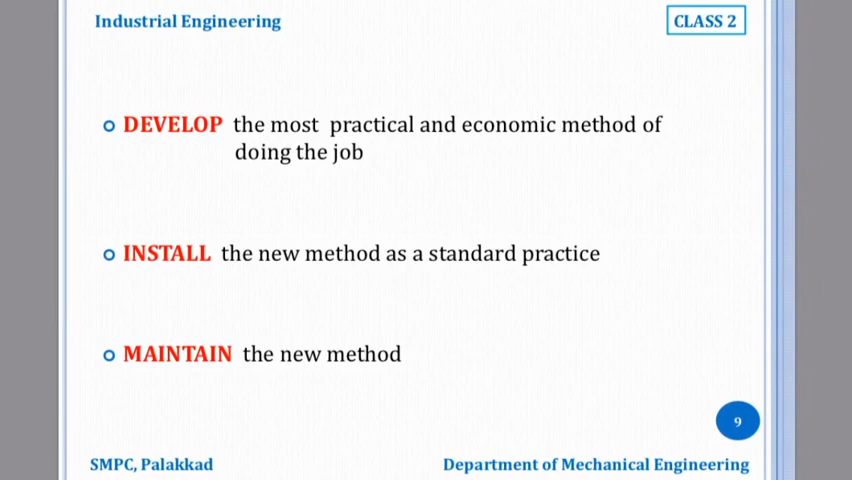 Industrial Engineering
CLASS 2
DEVELOP the most practical and economic method of
doing the job
INSTALL the new method as a standard practice
MAINTAIN the new method
9
SMPC, Palakkad
Department of Mechanical Engineering